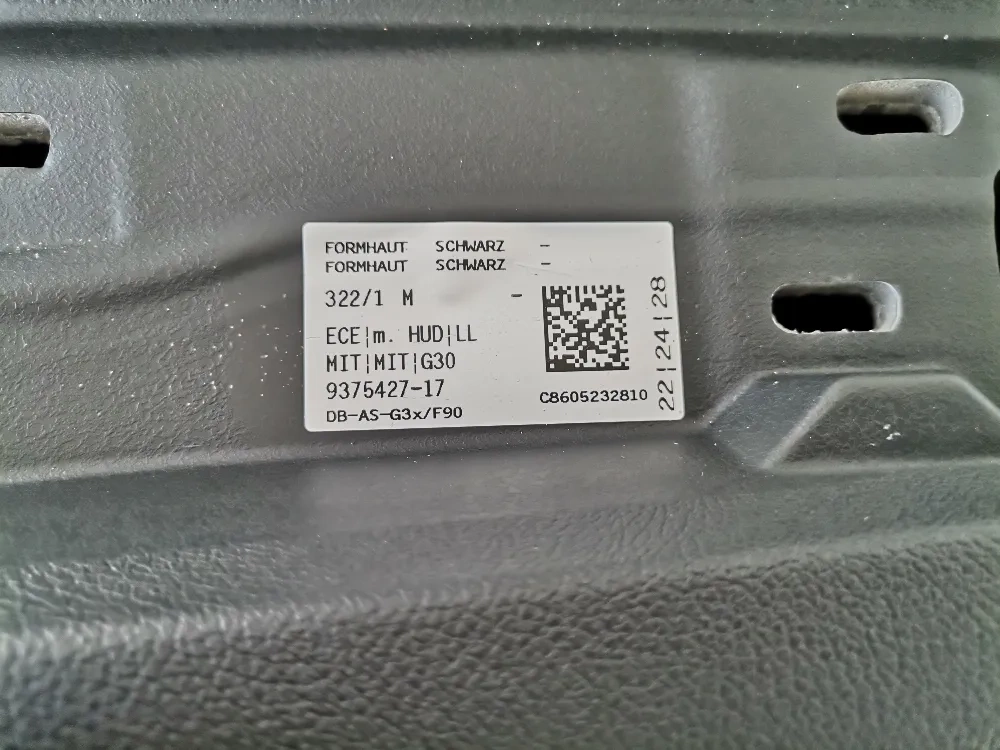 FORMHAUT SCHWARZ -
FORMHAUT SCHWARZ -
322/1 M -
ECE¦m. HUD¦LL
MIT¦MIT¦G30
9375427-17
DB-AS-G3x/F90
C8605232810
22|24|28